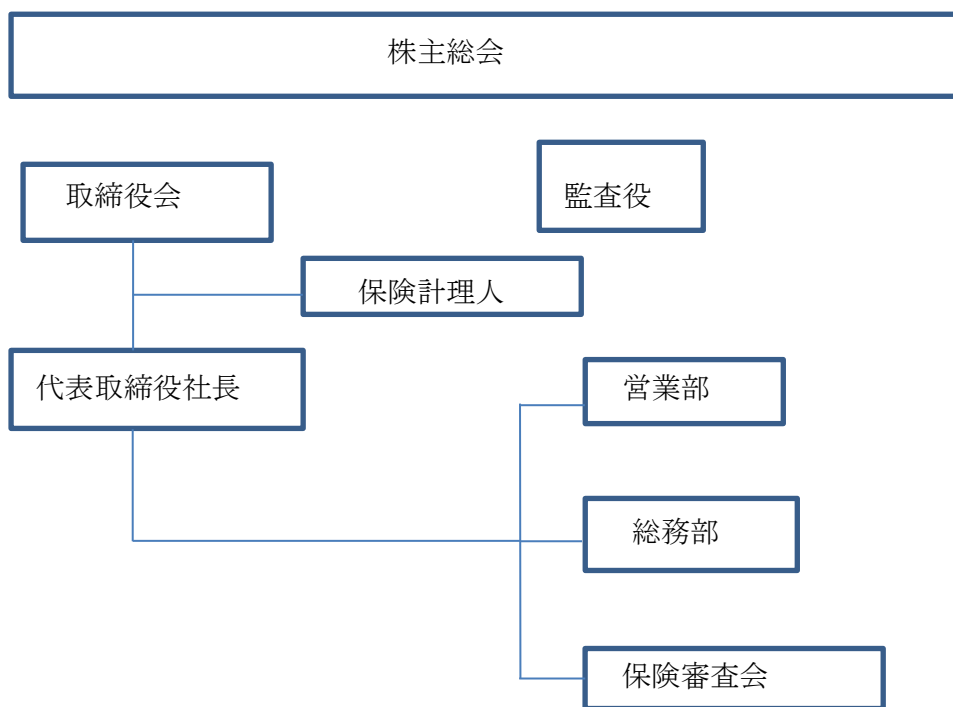 株主総会
取締役会
監査役
保険計理人
代表取締役社長
営業部
総務部
保険審査会